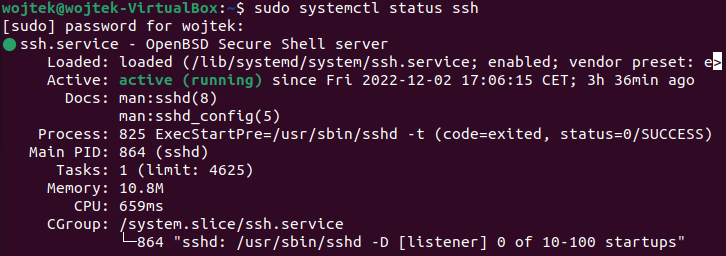 wojtek@wojtek-VirtualBox:~$ sudo systemctl status ssh
[sudo] password for wojtek:
● ssh.service - OpenBSD Secure Shell server
     Loaded: loaded (/lib/systemd/system/ssh.service; enabled; vendor preset: e>
     Active: active (running) since Fri 2022-12-02 17:06:15 CET; 3h 36min ago
       Docs: man:sshd(8)
             man:sshd_config(5)
    Process: 825 ExecStartPre=/usr/sbin/sshd -t (code=exited, status=0/SUCCESS)
   Main PID: 864 (sshd)
      Tasks: 1 (limit: 4625)
     Memory: 10.8M
        CPU: 659ms
     CGroup: /system.slice/ssh.service
             └─864 "sshd: /usr/sbin/sshd -D [listener] 0 of 10-100 startups"